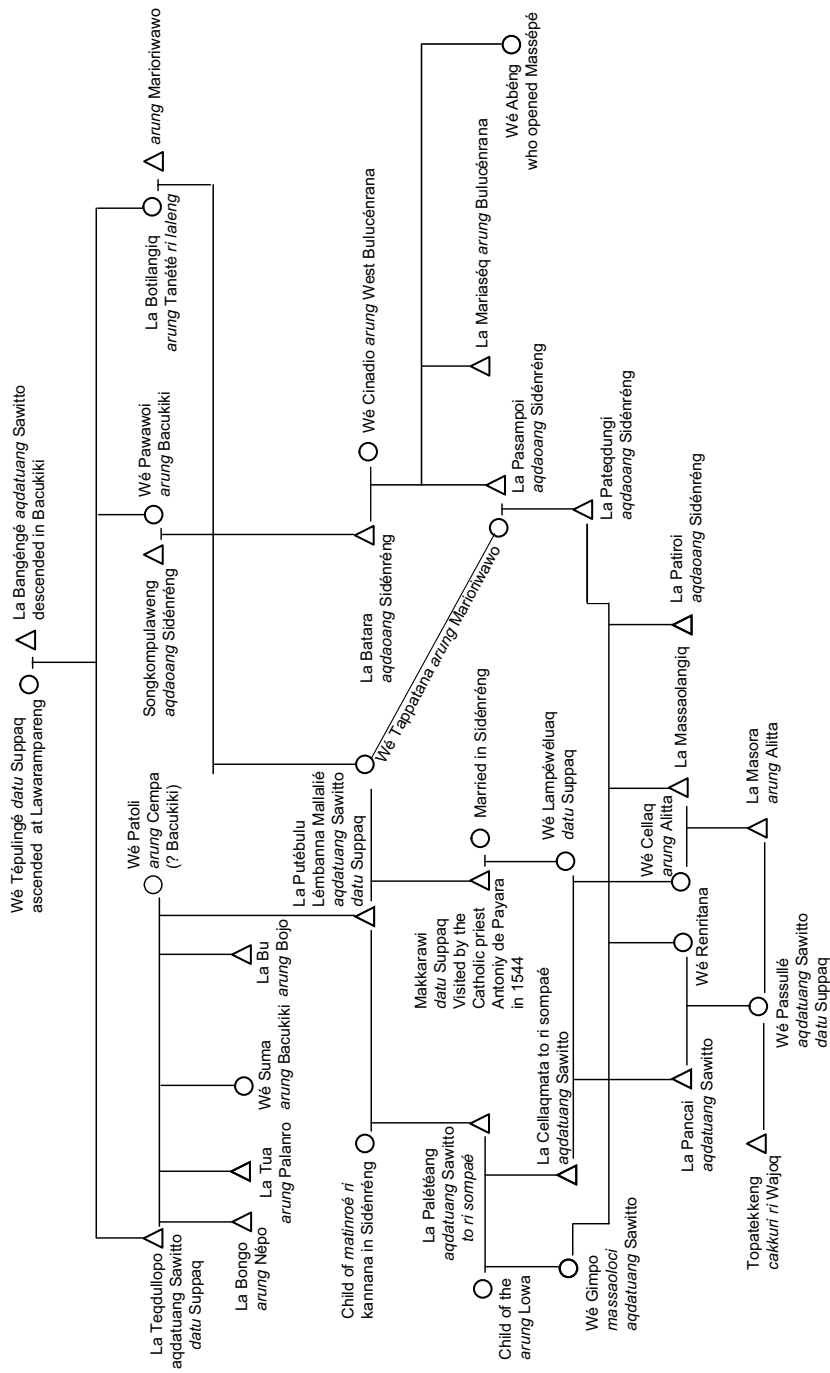 Wé Tépulingé datu Suppaq
ascended at Lawarampareng
La Bangéngé aqdatuang Sawitto
descended in Bacukiki
La Teqdullopo
aqdatuang Sawitto
datu Suppaq
Wé Patoli
arung Cempa
(? Bacukiki)
Songkompulaweng
aqdaoang Sidénréng
Wé Pawawoi
arung Bacukiki
La Botilangiq
arung Tanété ri laleng
arung Marioriwawo
La Bongo
arung Népo
La Tua
arung Palanro
Wé Suma
arung Bacukiki
La Bu
arung Bojo
Child of matinroé ri
kannana in Sidénréng
La Putébulu
Lémbanna Mallalié
aqdatuang Sawitto
datu Suppaq
Wé Tappatana arung Marioriwawo
La Batara
aqdaoang Sidénréng
Wé Cinadio arung West Bulucénrana
Child of the
arung Lowa
La Palétéang
aqdatuang Sawitto
to ri sompaé
Makkarawi
datu Suppaq
Visited by the
Catholic priest
Antoniy de Payara
in 1544
Married in Sidénréng
La Pasampoi
aqdaoang Sidénréng
La Mariaséq arung Bulucénrana
Wé Abéng
who opened Massépé
Wé Gimpo
massaoloci
aqdatuang Sawitto
La Cellaqmata to ri sompaé
aqdatuang Sawitto
Wé Lampéwéluaq
datu Suppaq
La Pateqdungi
aqdaoang Sidénréng
La Pancai
aqdatuang Sawitto
Wé Renritana
Wé Cellaq
arung Alitta
La Massaolangiq
La Patiroi
aqdaoang Sidénréng
Topatekkeng
cakkuri ri Wajoq
Wé Passullé
aqdatuang Sawitto
datu Suppaq
La Masora
arung Alitta